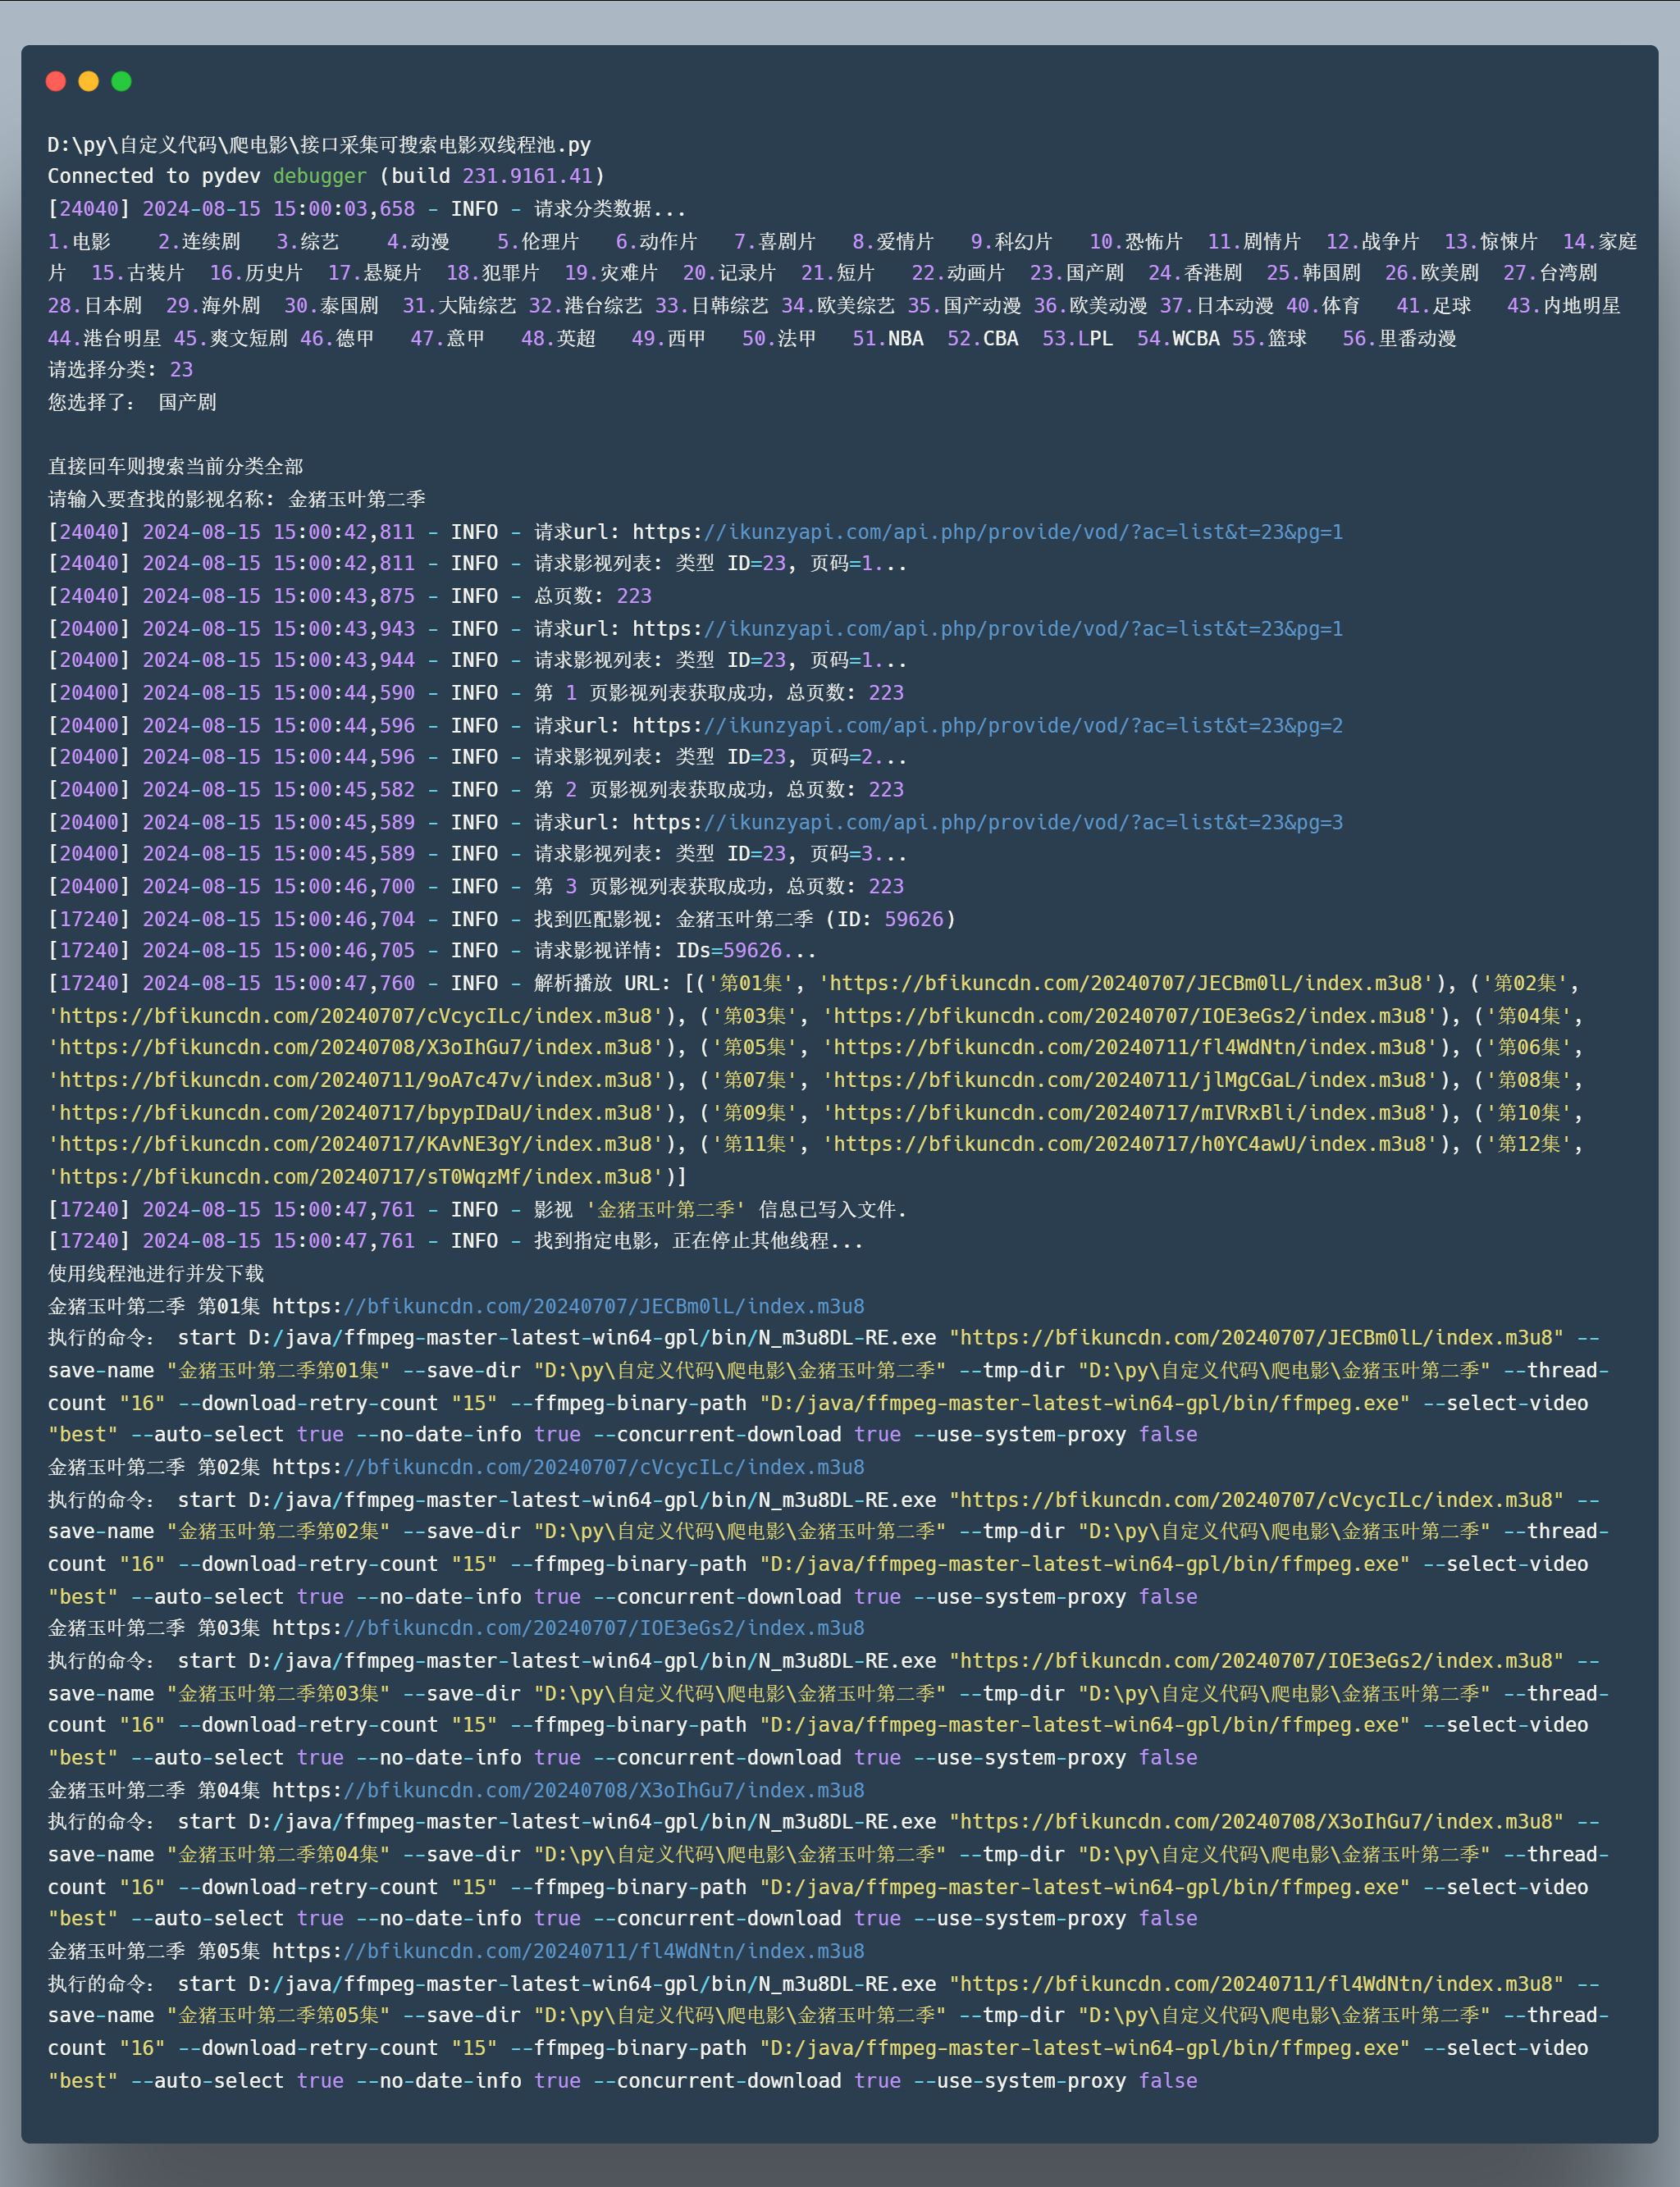 D:\py\自定义代码\爬电影\接口采集可搜索电影双线程池.py
Connected to pydev debugger (build 231.9161.41)
[24040] 2024-08-15 15:00:03,658 - INFO - 请求分类数据...
1.电影    2.连续剧   3.综艺    4.动漫    5.伦理片   6.动作片   7.喜剧片   8.爱情片   9.科幻片   10.恐怖片  11.剧情片  12.战争片  13.惊悚片  14.家庭
片  15.古装片  16.历史片  17.悬疑片  18.犯罪片  19.灾难片  20.记录片  21.短片   22.动画片  23.国产剧  24.香港剧  25.韩国剧  26.欧美剧  27.台湾剧
28.日本剧  29.海外剧  30.泰国剧  31.大陆综艺 32.港台综艺 33.日韩综艺 34.欧美综艺 35.国产动漫 36.欧美动漫 37.日本动漫 40.体育   41.足球   43.内地明星
44.港台明星 45.爽文短剧 46.德甲   47.意甲   48.英超   49.西甲   50.法甲   51.NBA  52.CBA  53.LPL  54.WCBA 55.篮球   56.里番动漫
请选择分类: 23
您选择了： 国产剧
直接回车则搜索当前分类全部
请输入要查找的影视名称: 金猪玉叶第二季
[24040] 2024-08-15 15:00:42,811 - INFO - 请求url: https://ikunzyapi.com/api.php/provide/vod/?ac=list&t=23&pg=1
[24040] 2024-08-15 15:00:42,811 - INFO - 请求影视列表: 类型 ID=23, 页码=1...
[24040] 2024-08-15 15:00:43,875 - INFO - 总页数: 223
[20400] 2024-08-15 15:00:43,943 - INFO - 请求url: https://ikunzyapi.com/api.php/provide/vod/?ac=list&t=23&pg=1
[20400] 2024-08-15 15:00:43,944 - INFO - 请求影视列表: 类型 ID=23, 页码=1...
[20400] 2024-08-15 15:00:44,590 - INFO - 第 1 页影视列表获取成功，总页数: 223
[20400] 2024-08-15 15:00:44,596 - INFO - 请求url: https://ikunzyapi.com/api.php/provide/vod/?ac=list&t=23&pg=2
[20400] 2024-08-15 15:00:44,596 - INFO - 请求影视列表: 类型 ID=23, 页码=2...
[20400] 2024-08-15 15:00:45,582 - INFO - 第 2 页影视列表获取成功，总页数: 223
[20400] 2024-08-15 15:00:45,589 - INFO - 请求url: https://ikunzyapi.com/api.php/provide/vod/?ac=list&t=23&pg=3
[20400] 2024-08-15 15:00:45,589 - INFO - 请求影视列表: 类型 ID=23, 页码=3...
[20400] 2024-08-15 15:00:46,700 - INFO - 第 3 页影视列表获取成功，总页数: 223
[17240] 2024-08-15 15:00:46,704 - INFO - 找到匹配影视: 金猪玉叶第二季 (ID: 59626)
[17240] 2024-08-15 15:00:46,705 - INFO - 请求影视详情: IDs=59626...
[17240] 2024-08-15 15:00:47,760 - INFO - 解析播放 URL: [('第01集', 'https://bfikuncdn.com/20240707/JECBm0lL/index.m3u8'), ('第02集',
'https://bfikuncdn.com/20240707/cVcycILc/index.m3u8'), ('第03集', 'https://bfikuncdn.com/20240707/IOE3eGs2/index.m3u8'), ('第04集',
'https://bfikuncdn.com/20240708/X3oIhGu7/index.m3u8'), ('第05集', 'https://bfikuncdn.com/20240711/fl4WdNtn/index.m3u8'), ('第06集',
'https://bfikuncdn.com/20240711/9oA7c47v/index.m3u8'), ('第07集', 'https://bfikuncdn.com/20240711/jlMgCGaL/index.m3u8'), ('第08集',
'https://bfikuncdn.com/20240717/bpypIDaU/index.m3u8'), ('第09集', 'https://bfikuncdn.com/20240717/mIVRxBli/index.m3u8'), ('第10集',
'https://bfikuncdn.com/20240717/KAvNE3gY/index.m3u8'), ('第11集', 'https://bfikuncdn.com/20240717/h0YC4awU/index.m3u8'), ('第12集',
'https://bfikuncdn.com/20240717/sT0WqzMf/index.m3u8')]
[17240] 2024-08-15 15:00:47,761 - INFO - 影视 '金猪玉叶第二季' 信息已写入文件.
[17240] 2024-08-15 15:00:47,761 - INFO - 找到指定电影，正在停止其他线程...
使用线程池进行并发下载
金猪玉叶第二季 第01集 https://bfikuncdn.com/20240707/JECBm0lL/index.m3u8
执行的命令： start D:/java/ffmpeg-master-latest-win64-gpl/bin/N_m3u8DL-RE.exe "https://bfikuncdn.com/20240707/JECBm0lL/index.m3u8" --
save-name "金猪玉叶第二季第01集" --save-dir "D:\py\自定义代码\爬电影\金猪玉叶第二季" --tmp-dir "D:\py\自定义代码\爬电影\金猪玉叶第二季" --thread-
count "16" --download-retry-count "15" --ffmpeg-binary-path "D:/java/ffmpeg-master-latest-win64-gpl/bin/ffmpeg.exe" --select-video
"best" --auto-select true --no-date-info true --concurrent-download true --use-system-proxy false
金猪玉叶第二季 第02集 https://bfikuncdn.com/20240707/cVcycILc/index.m3u8
执行的命令： start D:/java/ffmpeg-master-latest-win64-gpl/bin/N_m3u8DL-RE.exe "https://bfikuncdn.com/20240707/cVcycILc/index.m3u8" --
save-name "金猪玉叶第二季第02集" --save-dir "D:\py\自定义代码\爬电影\金猪玉叶第二季" --tmp-dir "D:\py\自定义代码\爬电影\金猪玉叶第二季" --thread-
count "16" --download-retry-count "15" --ffmpeg-binary-path "D:/java/ffmpeg-master-latest-win64-gpl/bin/ffmpeg.exe" --select-video
"best" --auto-select true --no-date-info true --concurrent-download true --use-system-proxy false
金猪玉叶第二季 第03集 https://bfikuncdn.com/20240707/IOE3eGs2/index.m3u8
执行的命令： start D:/java/ffmpeg-master-latest-win64-gpl/bin/N_m3u8DL-RE.exe "https://bfikuncdn.com/20240707/IOE3eGs2/index.m3u8" --
save-name "金猪玉叶第二季第03集" --save-dir "D:\py\自定义代码\爬电影\金猪玉叶第二季" --tmp-dir "D:\py\自定义代码\爬电影\金猪玉叶第二季" --thread-
count "16" --download-retry-count "15" --ffmpeg-binary-path "D:/java/ffmpeg-master-latest-win64-gpl/bin/ffmpeg.exe" --select-video
"best" --auto-select true --no-date-info true --concurrent-download true --use-system-proxy false
金猪玉叶第二季 第04集 https://bfikuncdn.com/20240708/X3oIhGu7/index.m3u8
执行的命令： start D:/java/ffmpeg-master-latest-win64-gpl/bin/N_m3u8DL-RE.exe "https://bfikuncdn.com/20240708/X3oIhGu7/index.m3u8" --
save-name "金猪玉叶第二季第04集" --save-dir "D:\py\自定义代码\爬电影\金猪玉叶第二季" --tmp-dir "D:\py\自定义代码\爬电影\金猪玉叶第二季" --thread-
count "16" --download-retry-count "15" --ffmpeg-binary-path "D:/java/ffmpeg-master-latest-win64-gpl/bin/ffmpeg.exe" --select-video
"best" --auto-select true --no-date-info true --concurrent-download true --use-system-proxy false
金猪玉叶第二季 第05集 https://bfikuncdn.com/20240711/fl4WdNtn/index.m3u8
执行的命令： start D:/java/ffmpeg-master-latest-win64-gpl/bin/N_m3u8DL-RE.exe "https://bfikuncdn.com/20240711/fl4WdNtn/index.m3u8" --
save-name "金猪玉叶第二季第05集" --save-dir "D:\py\自定义代码\爬电影\金猪玉叶第二季" --tmp-dir "D:\py\自定义代码\爬电影\金猪玉叶第二季" --thread-
count "16" --download-retry-count "15" --ffmpeg-binary-path "D:/java/ffmpeg-master-latest-win64-gpl/bin/ffmpeg.exe" --select-video
"best" --auto-select true --no-date-info true --concurrent-download true --use-system-proxy false